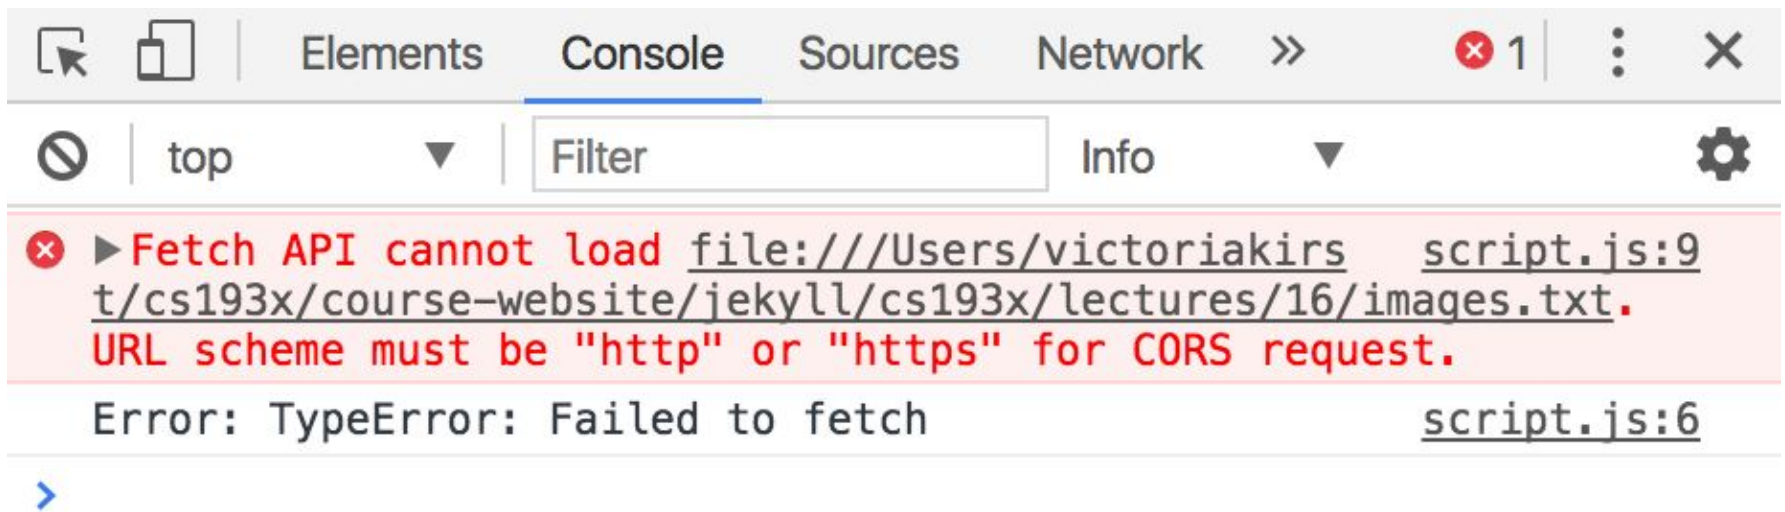 Elements Console Sources Network » 1
top Filter Info
Fetch API cannot load file:///Users/victoriakirs script.js:9
t/cs193x/course-website/jekyll/cs193x/lectures/16/images.txt.
URL scheme must be "http" or "https" for CORS request.
Error: TypeError: Failed to fetch script.js:6